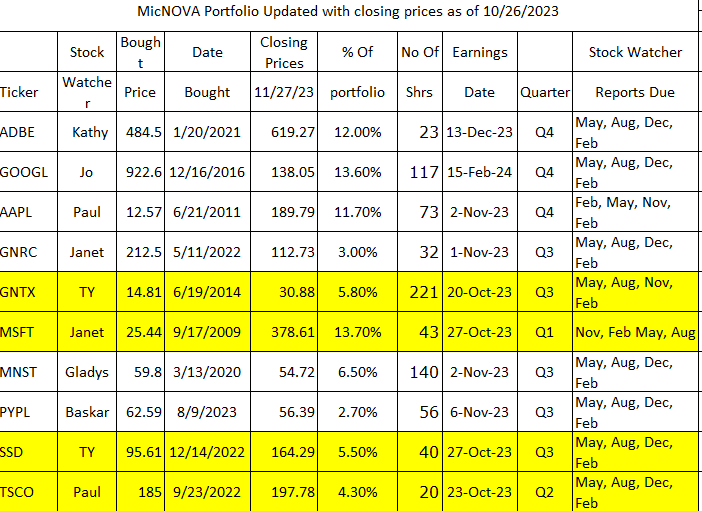 MicNOVA Portfolio Updated with closing prices as of 10/26/2023
Stock Bough
t Date Closing
Prices % Of No Of Earnings Stock Watcher
Ticker Watche
r Price Bought 11/27/23 portfolio Shrs Date Quarter Reports Due
ADBE Kathy 484.5 1/20/2021 619.27 12.00% 23 13-Dec-23 Q4 May, Aug, Dec,
Feb
GOOGL Jo 922.6 12/16/2016 138.05 13.60% 117 15-Feb-24 Q4 May, Aug, Dec,
Feb
AAPL Paul 12.57 6/21/2011 189.79 11.70% 73 2-Nov-23 Q4 Feb, May, Nov,
Feb
GNRC Janet 212.5 5/11/2022 112.73 3.00% 32 1-Nov-23 Q3 May, Aug, Dec,
Feb
GNTX TY 14.81 6/19/2014 30.88 5.80% 221 20-Oct-23 Q3 May, Aug, Nov,
Feb
MSFT Janet 25.44 9/17/2009 378.61 13.70% 43 27-Oct-23 Q1 Nov, Feb May, Aug
MNST Gladys 59.8 3/13/2020 54.72 6.50% 140 2-Nov-23 Q3 May, Aug, Dec,
Feb
PYPL Baskar 62.59 8/9/2023 56.39 2.70% 56 6-Nov-23 Q3 May, Aug, Dec,
Feb
SSD TY 95.61 12/14/2022 164.29 5.50% 40 27-Oct-23 Q3 May, Aug, Dec,
Feb
TSCO Paul 185 9/23/2022 197.78 4.30% 20 23-Oct-23 Q2 May, Aug, Dec,
Feb